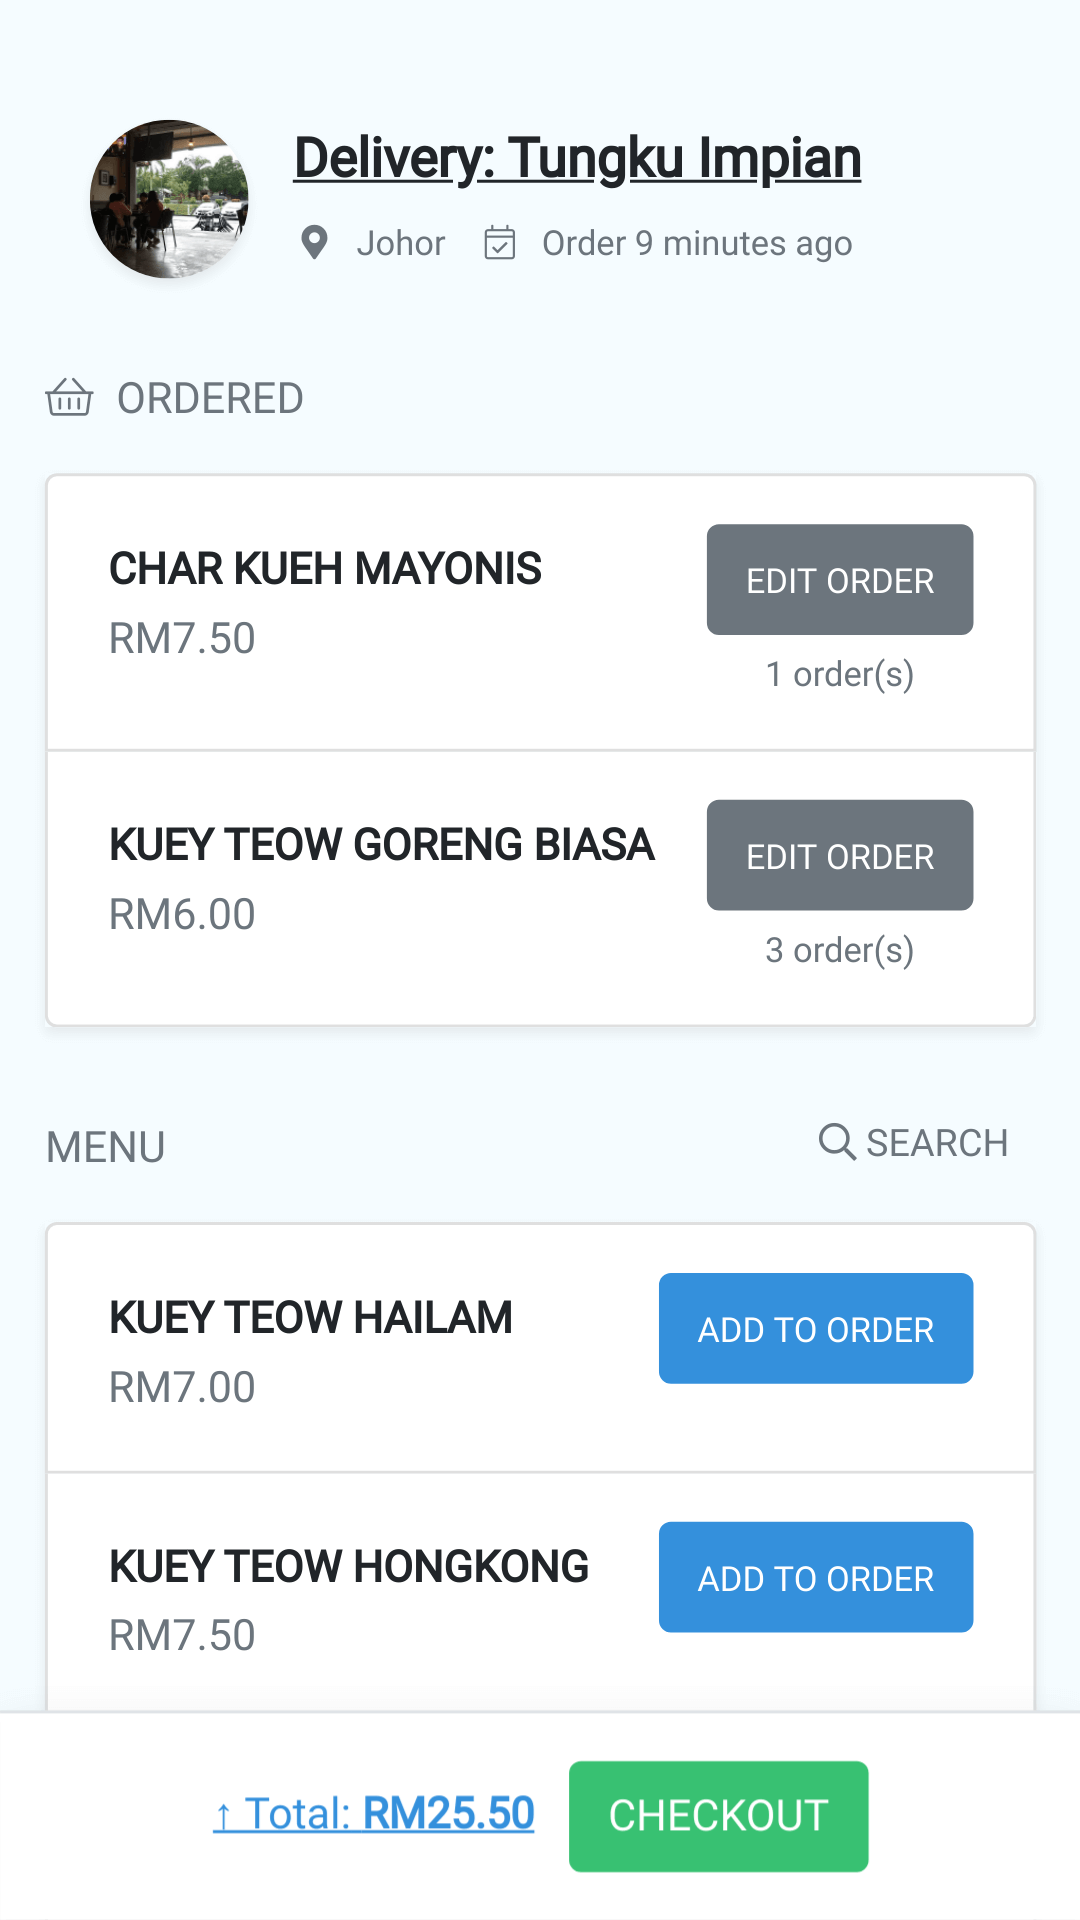 Delivery: Tungku Impian
Johor Order 9 minutes ago
ORDERED
CHAR KUEH MAYONIS
RM7.50
EDIT ORDER
1 order(s)
KUEY TEOW GORENG BIASA
RM6.00
EDIT ORDER
3 order(s)
MENU
SEARCH
KUEY TEOW HAILAM
RM7.00
ADD TO ORDER
KUEY TEOW HONGKONG
RM7.50
ADD TO ORDER
↑ Total: RM25.50
CHECKOUT